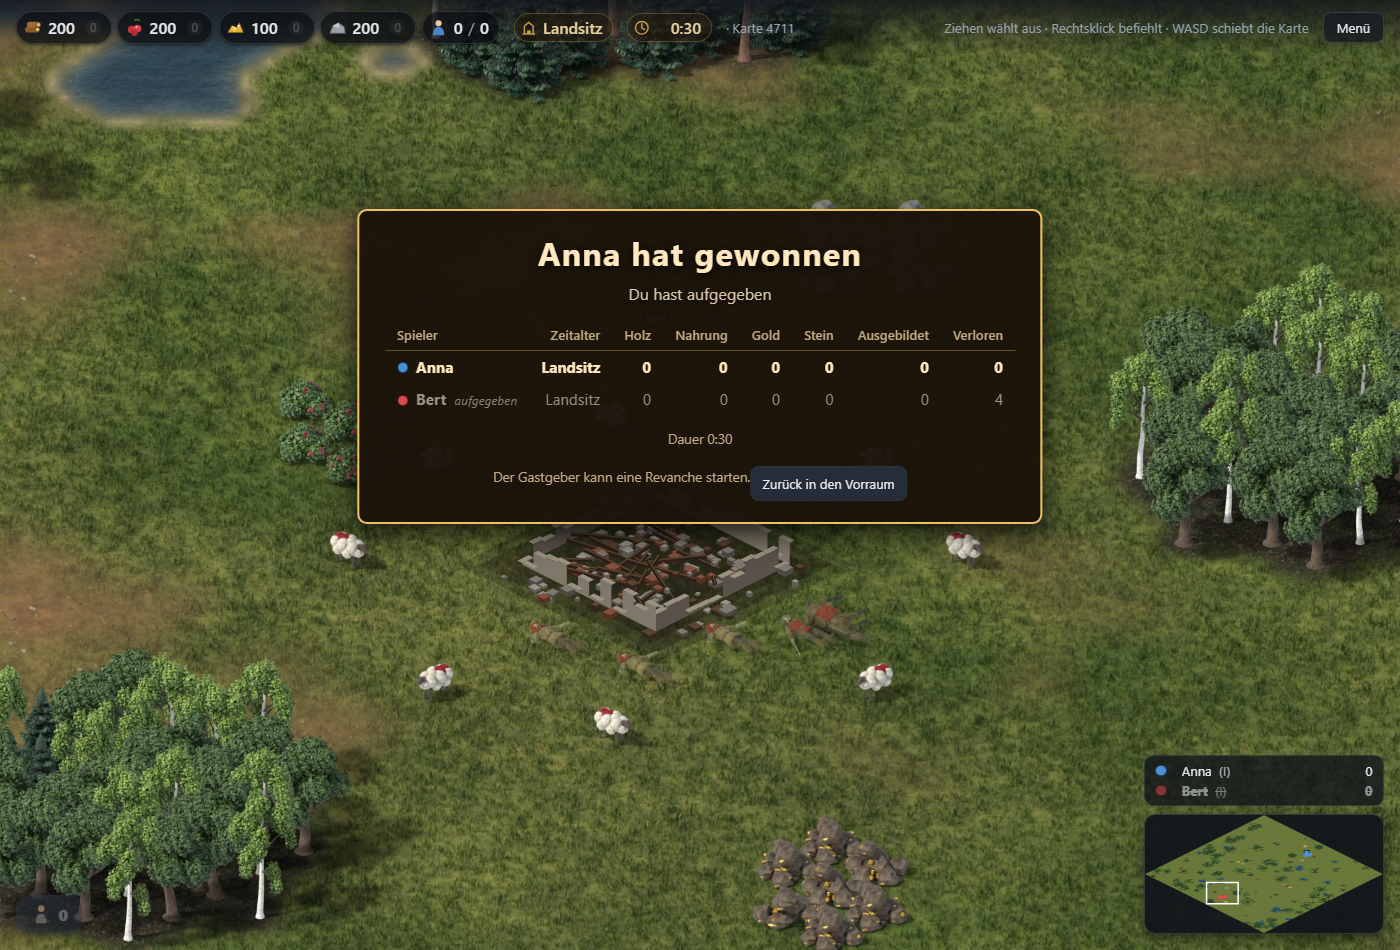 200 0 200 0 100 0 200 0 0 / 0 Landsitz 0:30 · Karte 4711 Ziehen wählt aus · Rechtsklick befiehlt · WASD schiebt die Karte Menü
Anna hat gewonnen
Du hast aufgegeben
Spieler Zeitalter Holz Nahrung Gold Stein Ausgebildet Verloren
Anna Landsitz 0 0 0 0 0 0
Bert aufgegeben Landsitz 0 0 0 0 0 4
Dauer 0:30
Der Gastgeber kann eine Revanche starten. Zurück in den Vorraum
Anna (I) 0
Bert (I) 0
0